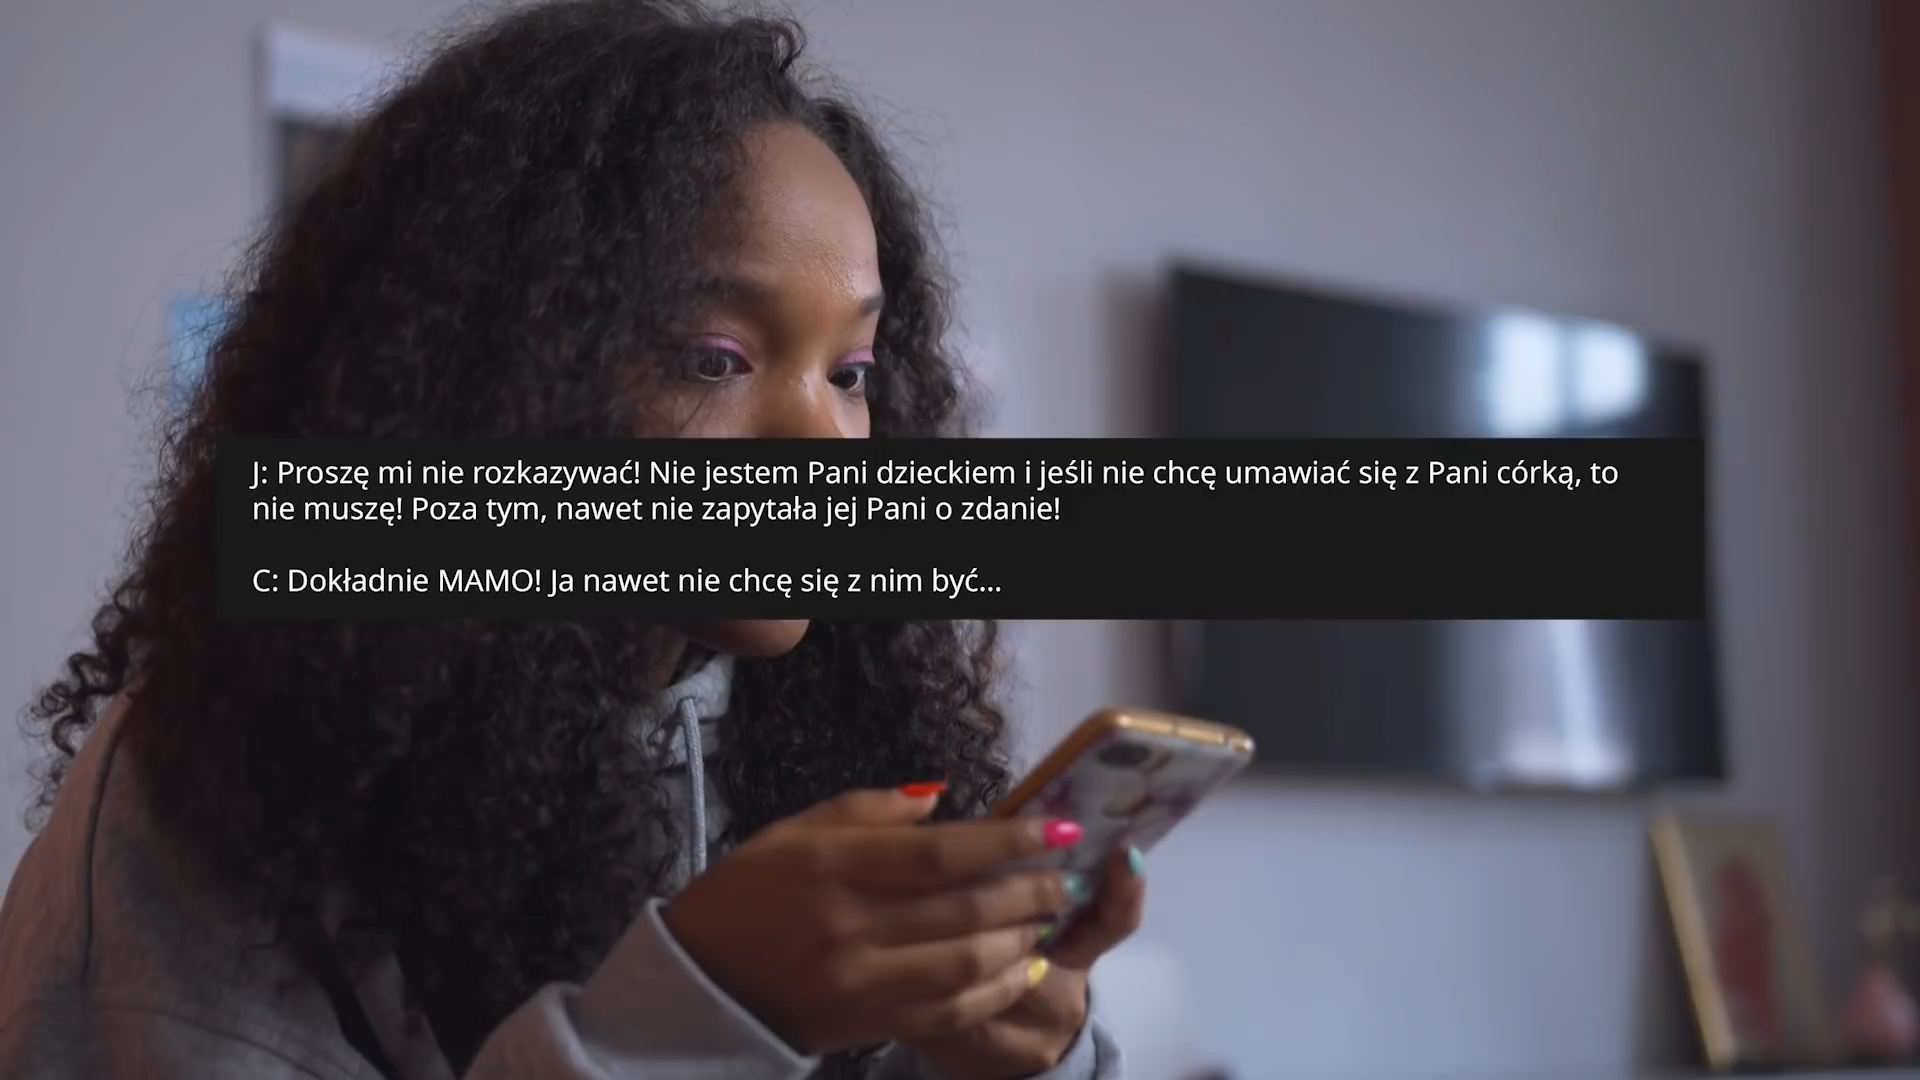 J: Proszę mi nie rozkazywać! Nie jestem Pani dzieckiem i jeśli nie chcę umawiać się z Pani córką, to
nie muszę! Poza tym, nawet nie zapytała jej Pani o zdanie!
C: Dokładnie MAMO! Ja nawet nie chcę się z nim być...